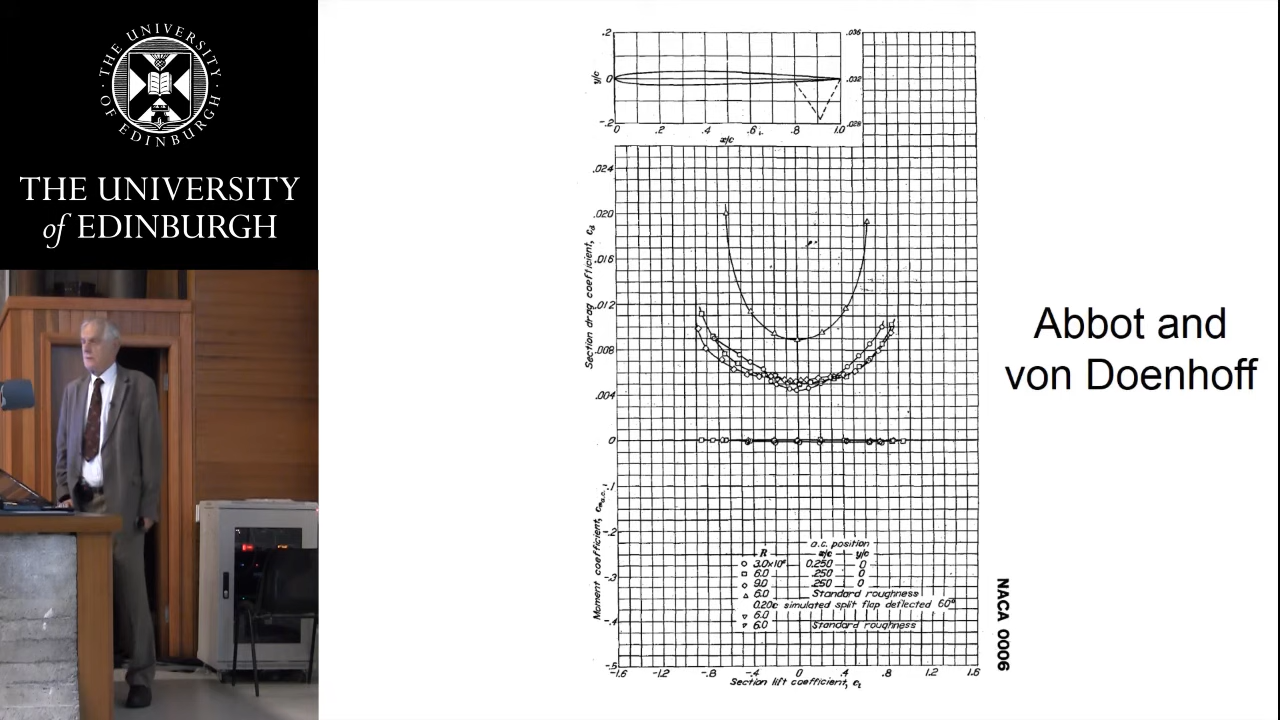 THE UNIVERSITY OF EDINBURGH
THE UNIVERSITY
of EDINBURGH
.2
0
-.2
y/c
0 .2 .4 .6 .8 1.0
x/c
.036
.032
.028
.024
.020
.016
.012
.008
.004
0
Section drag coefficient, cd
-.1
-.2
-.3
-.4
-.5
Moment coefficient, cma.c.
a.c. position
R x/c y/c
3.0×10⁶ 0.250 0
6.0 .250 0
9.0 .250 0
6.0 Standard roughness
0.20c simulated split flap deflected 60°
6.0
6.0 Standard roughness
-1.6 -1.2 -.8 -.4 0 .4 .8 1.2 1.6
Section lift coefficient, cl
NACA 0006
Abbot and
von Doenhoff